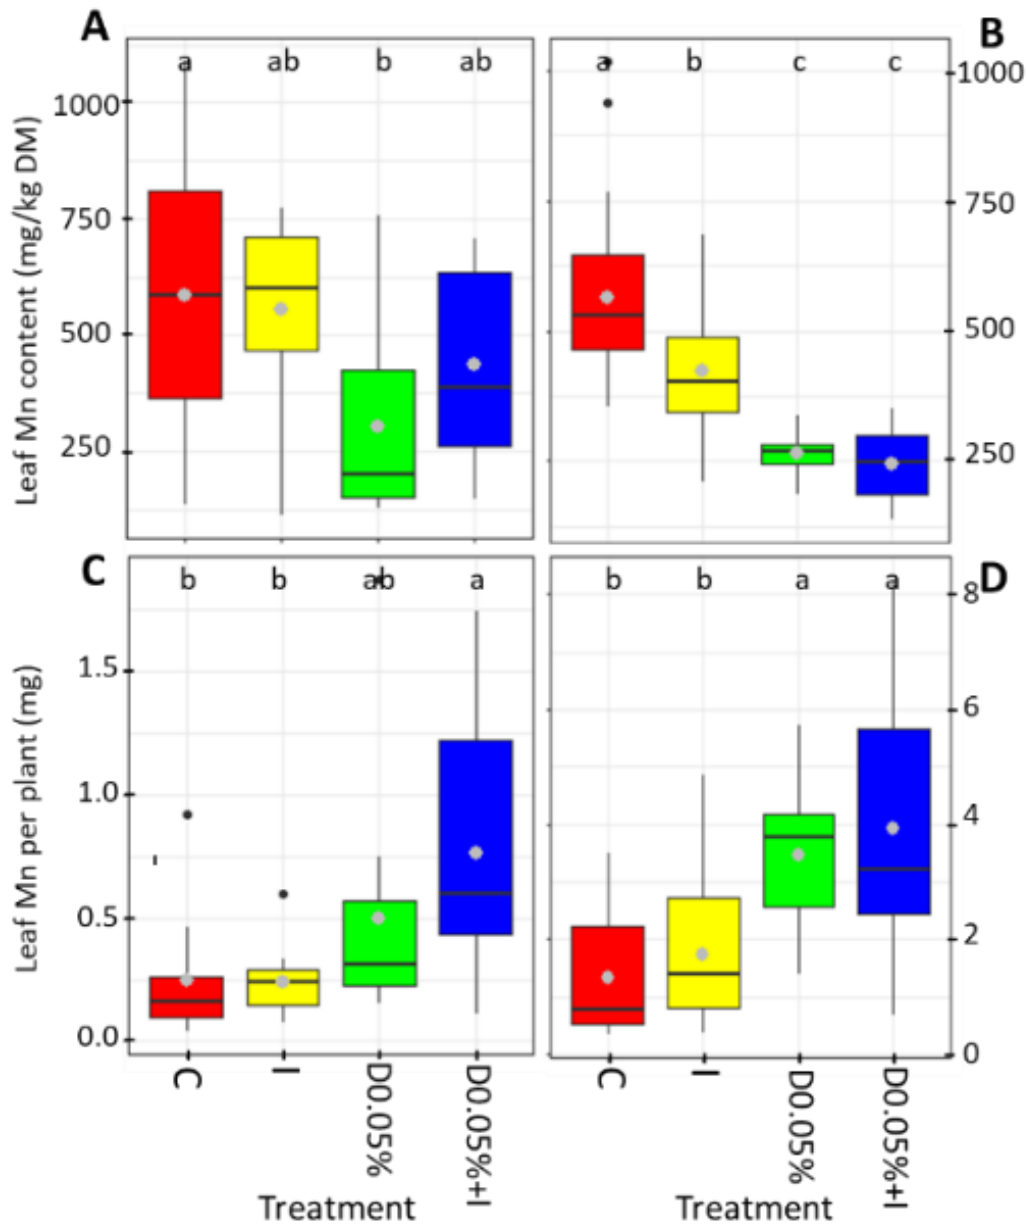 A
B
a ab b ab
a b c c
Leaf Mn content (mg/kg DM)
1000
750
500
250
1000
750
500
250
C
D
b b ab a
b b a a
Leaf Mn per plant (mg)
1.5
1.0
0.5
0.0
8
6
4
2
0
C I D0.05% D0.05%+I
C I D0.05% D0.05%+I
Treatment
Treatment